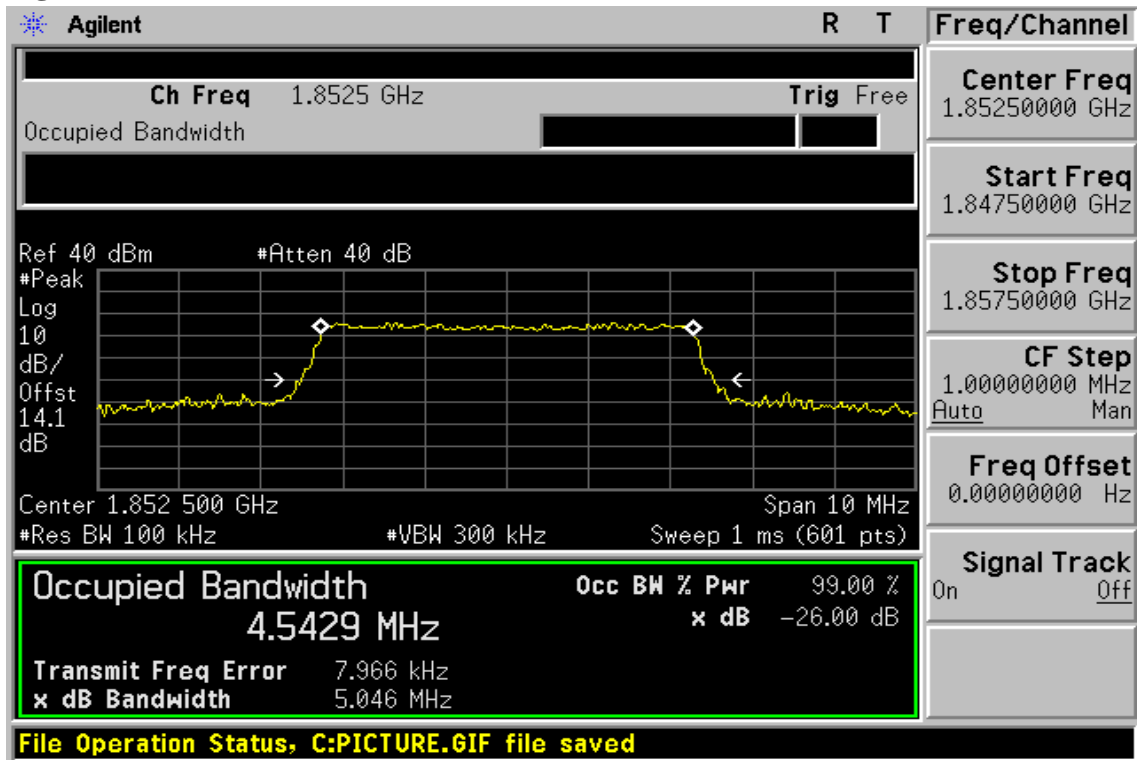 Agilent R T Freq/Channel
Ch Freq 1.8525 GHz Trig Free
Occupied Bandwidth
Center Freq
1.85250000 GHz
Start Freq
1.84750000 GHz
Stop Freq
1.85750000 GHz
CF Step
1.00000000 MHz
Auto Man
Freq Offset
0.00000000 Hz
Signal Track
On Off
Ref 40 dBm #Atten 40 dB
#Peak
Log
10
dB/
Offst
14.1
dB
Center 1.852 500 GHz Span 10 MHz
#Res BW 100 kHz #VBW 300 kHz Sweep 1 ms (601 pts)
Occupied Bandwidth Occ BW % Pwr 99.00 %
4.5429 MHz x dB -26.00 dB
Transmit Freq Error 7.966 kHz
x dB Bandwidth 5.046 MHz
File Operation Status, C:PICTURE.GIF file saved